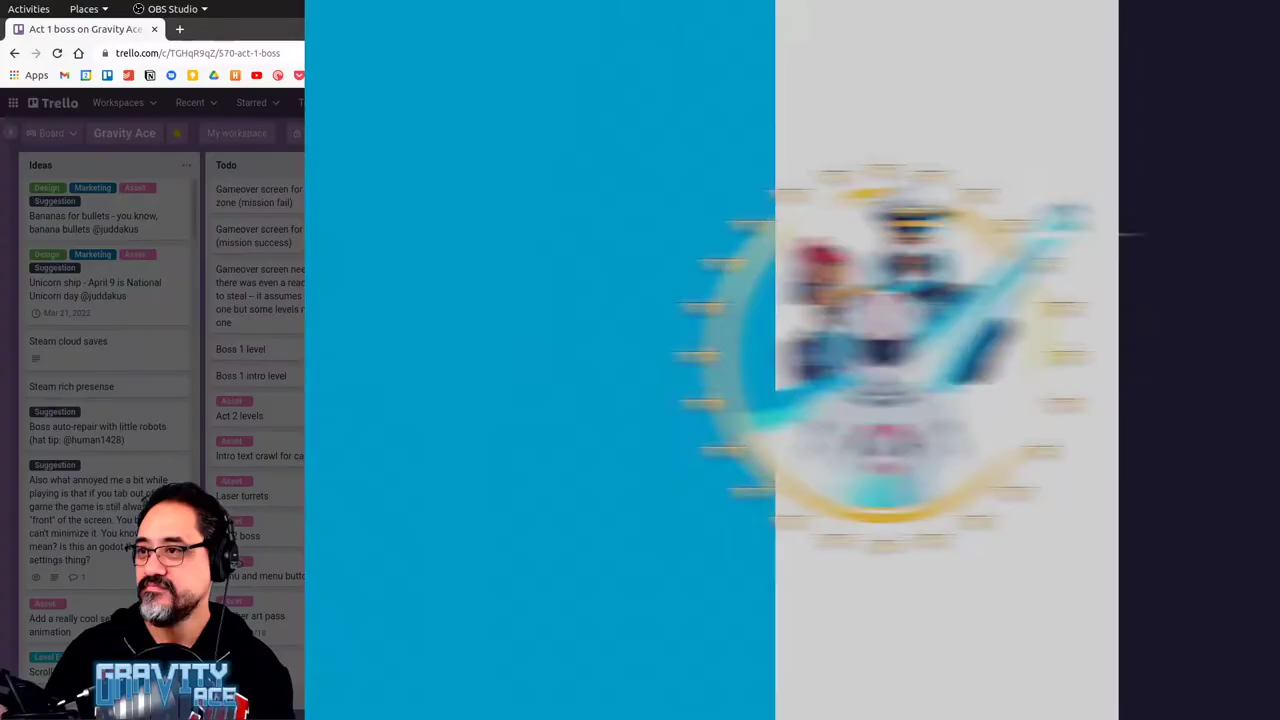 Activities
Places
OBS Studio
Act 1 boss on Gravity Ace
trello.com/c/TGHqR9qZ/570-act-1-boss
Apps
Trello
Workspaces
Recent
Starred
Board
Gravity Ace
My workspace
Ideas
Design
Marketing
Asset
Suggestion
Bananas for bullets - you know,
banana bullets @juddakus
Design
Marketing
Asset
Suggestion
Unicorn ship - April 9 is National
Unicorn day @juddakus
Mar 21, 2022
Steam cloud saves
Steam rich presense
Suggestion
Boss auto-repair with little robots
(hat tip: @human1428)
Suggestion
Also what annoyed me a bit while
playing is that if you tab out of
game the game is still alway
"front" of the screen. You
can't minimize it. You know
mean? Is this an godot
settings thing?
1
Asset
Add a really cool
animation
Level E
Scroll
Todo
Gameover screen for
zone (mission fail)
Gameover screen for
(mission success)
Gameover screen nee
there was even a rea
to steal -- it assumes
one but some levels
one
Boss 1 level
Boss 1 intro level
Asset
Act 2 levels
Asset
Intro text crawl for ca
Asset
Laser turrets
2 boss
and menu butto
art pass
/18
GRAVITY
ACE